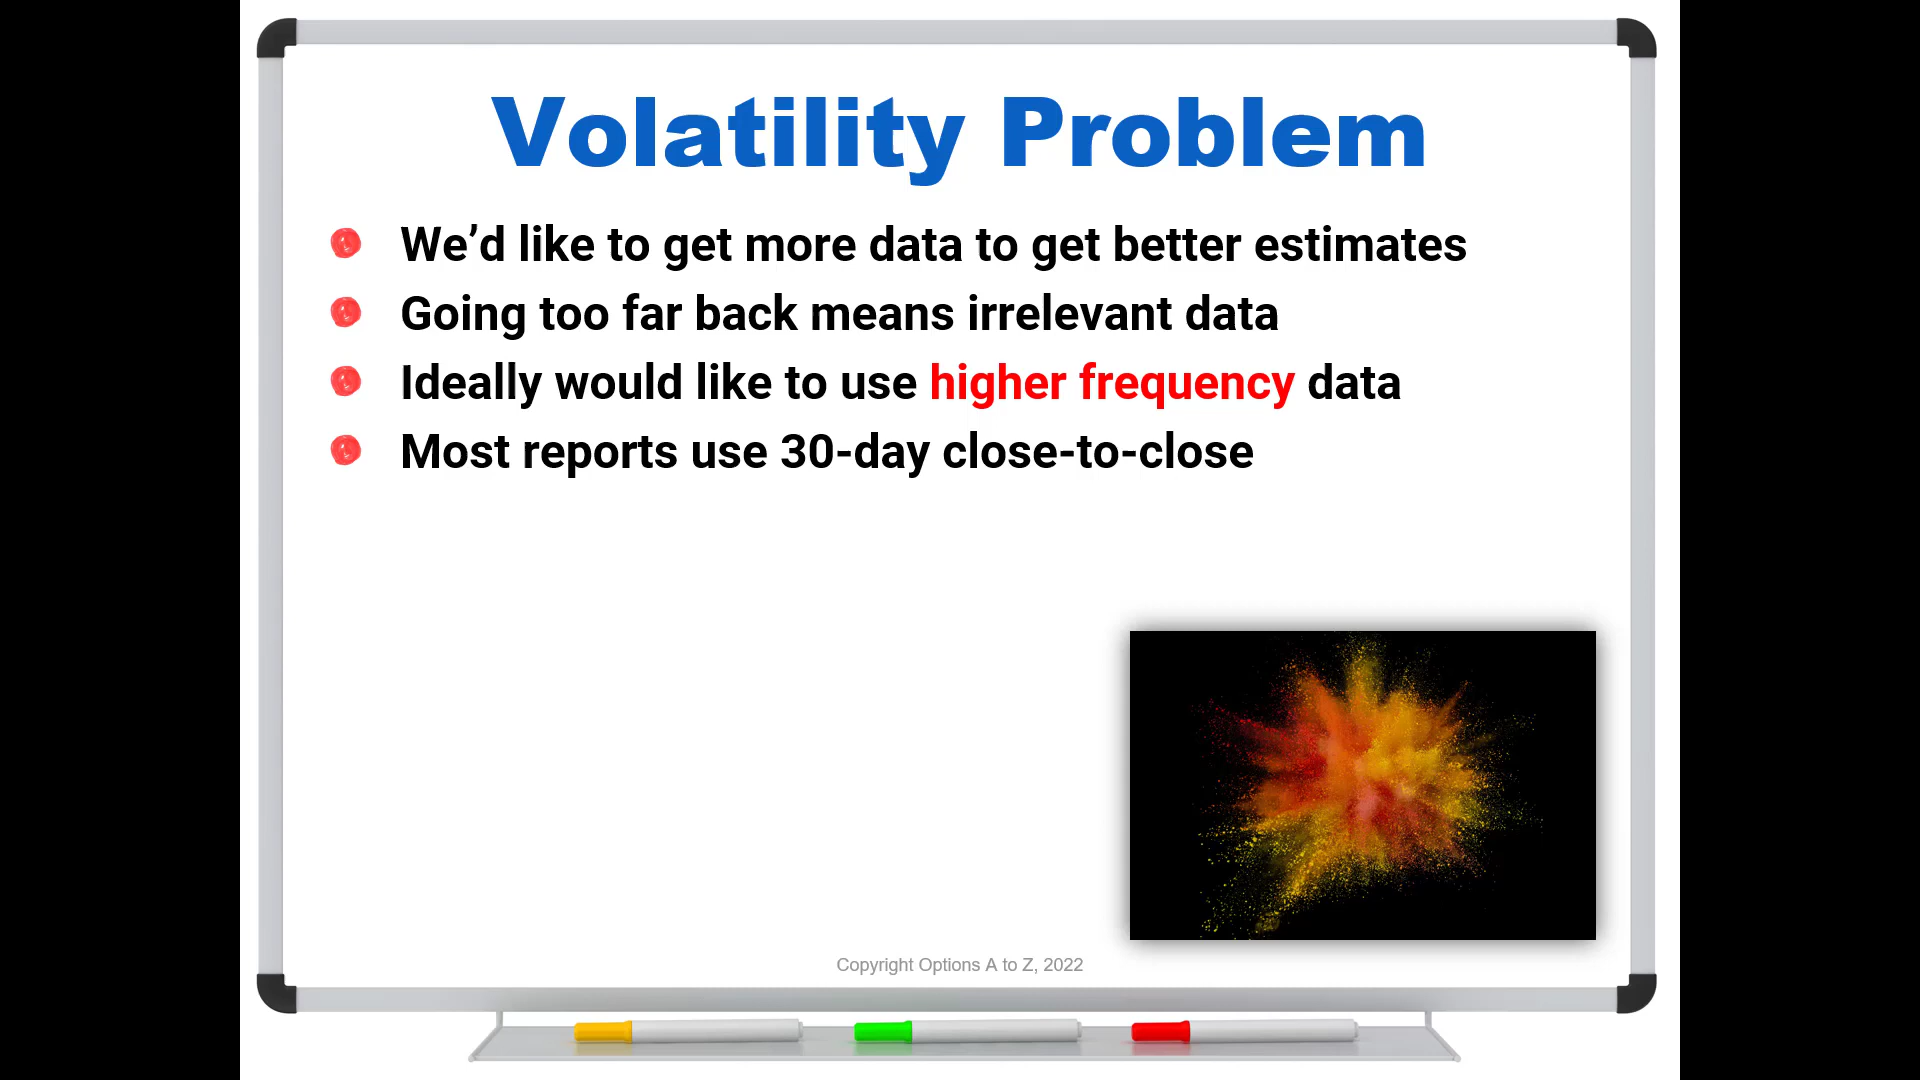 Volatility Problem
We’d like to get more data to get better estimates
Going too far back means irrelevant data
Ideally would like to use higher frequency data
Most reports use 30-day close-to-close
Copyright Options A to Z, 2022